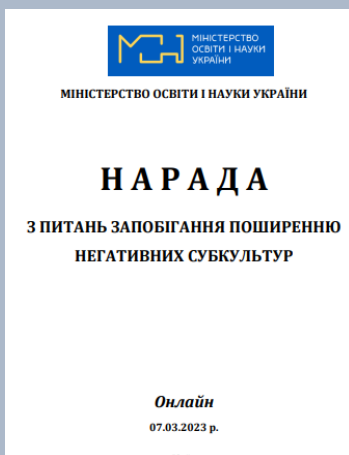 МІНІСТЕРСТВО
ОСВІТИ І НАУКИ
УКРАЇНИ
МІНІСТЕРСТВО ОСВІТИ І НАУКИ УКРАЇНИ
Н А Р А Д А
З ПИТАНЬ ЗАПОБІГАННЯ ПОШИРЕННЮ
НЕГАТИВНИХ СУБКУЛЬТУР
Онлайн
07.03.2023 р.